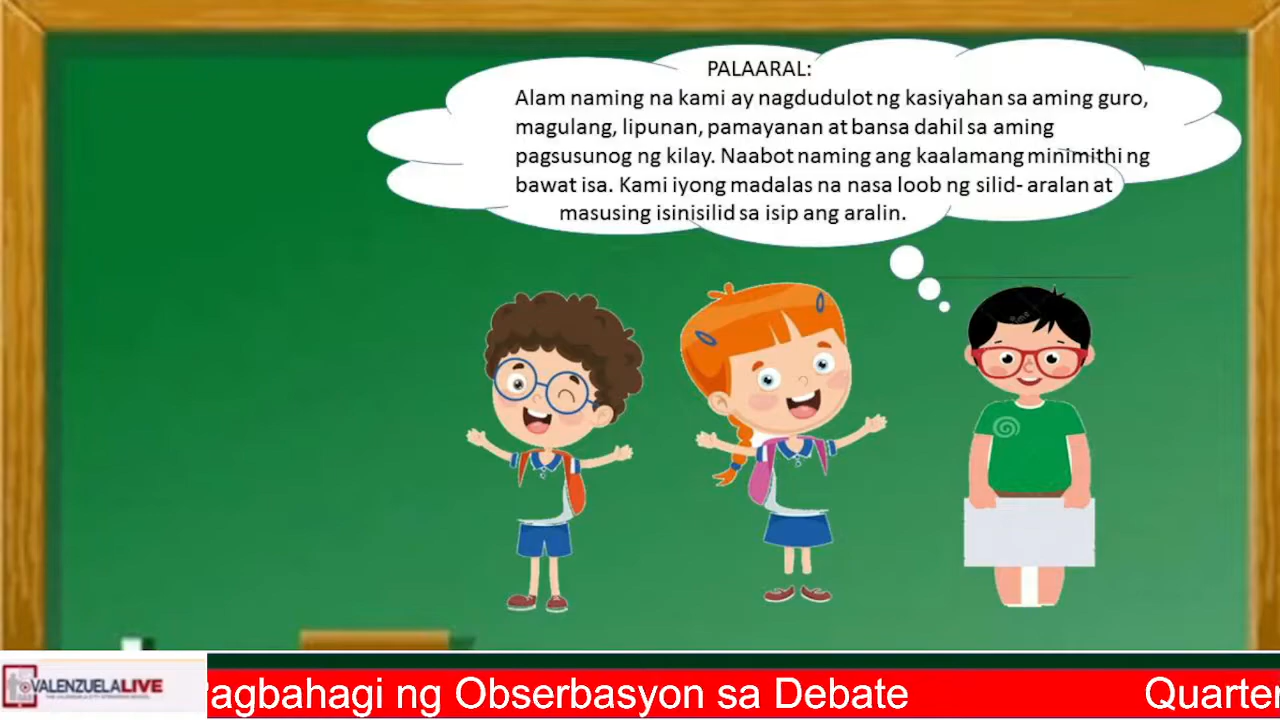 PALAARAL:
Alam naming na kami ay nagdudulot ng kasiyahan sa aming guro,
magulang, lipunan, pamayanan at bansa dahil sa aming
pagsusunog ng kilay. Naabot naming ang kaalamang minimithi ng
bawat isa. Kami iyong madalas na nasa loob ng silid- aralan at
masusing isinisilid sa isip ang aralin.
VALENZUELALIVE
agbahagi ng Obserbasyon sa Debate Quarter